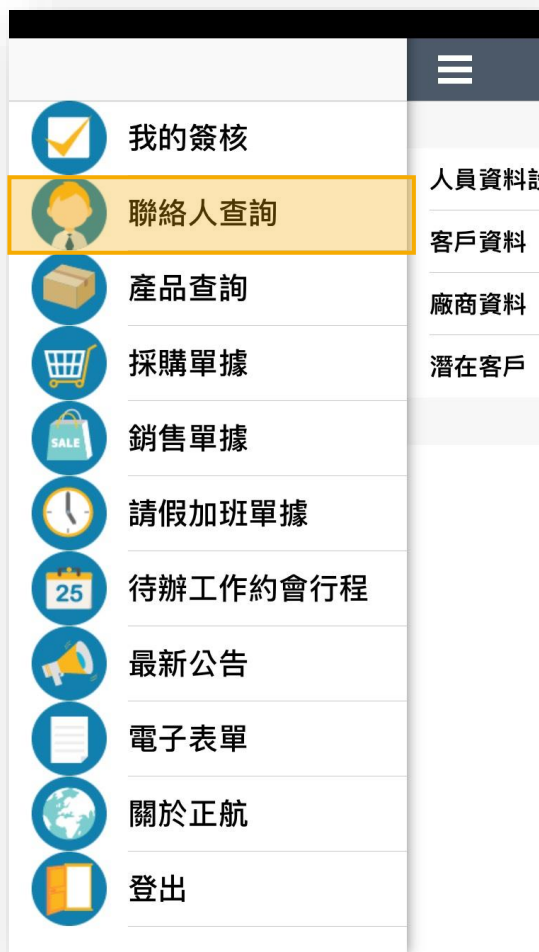 我的簽核
聯絡人查詢
產品查詢
採購單據
SALE
銷售單據
請假加班單據
25
待辦工作約會行程
最新公告
電子表單
關於正航
登出
人員資料設
客戶資料
廠商資料
潛在客戶